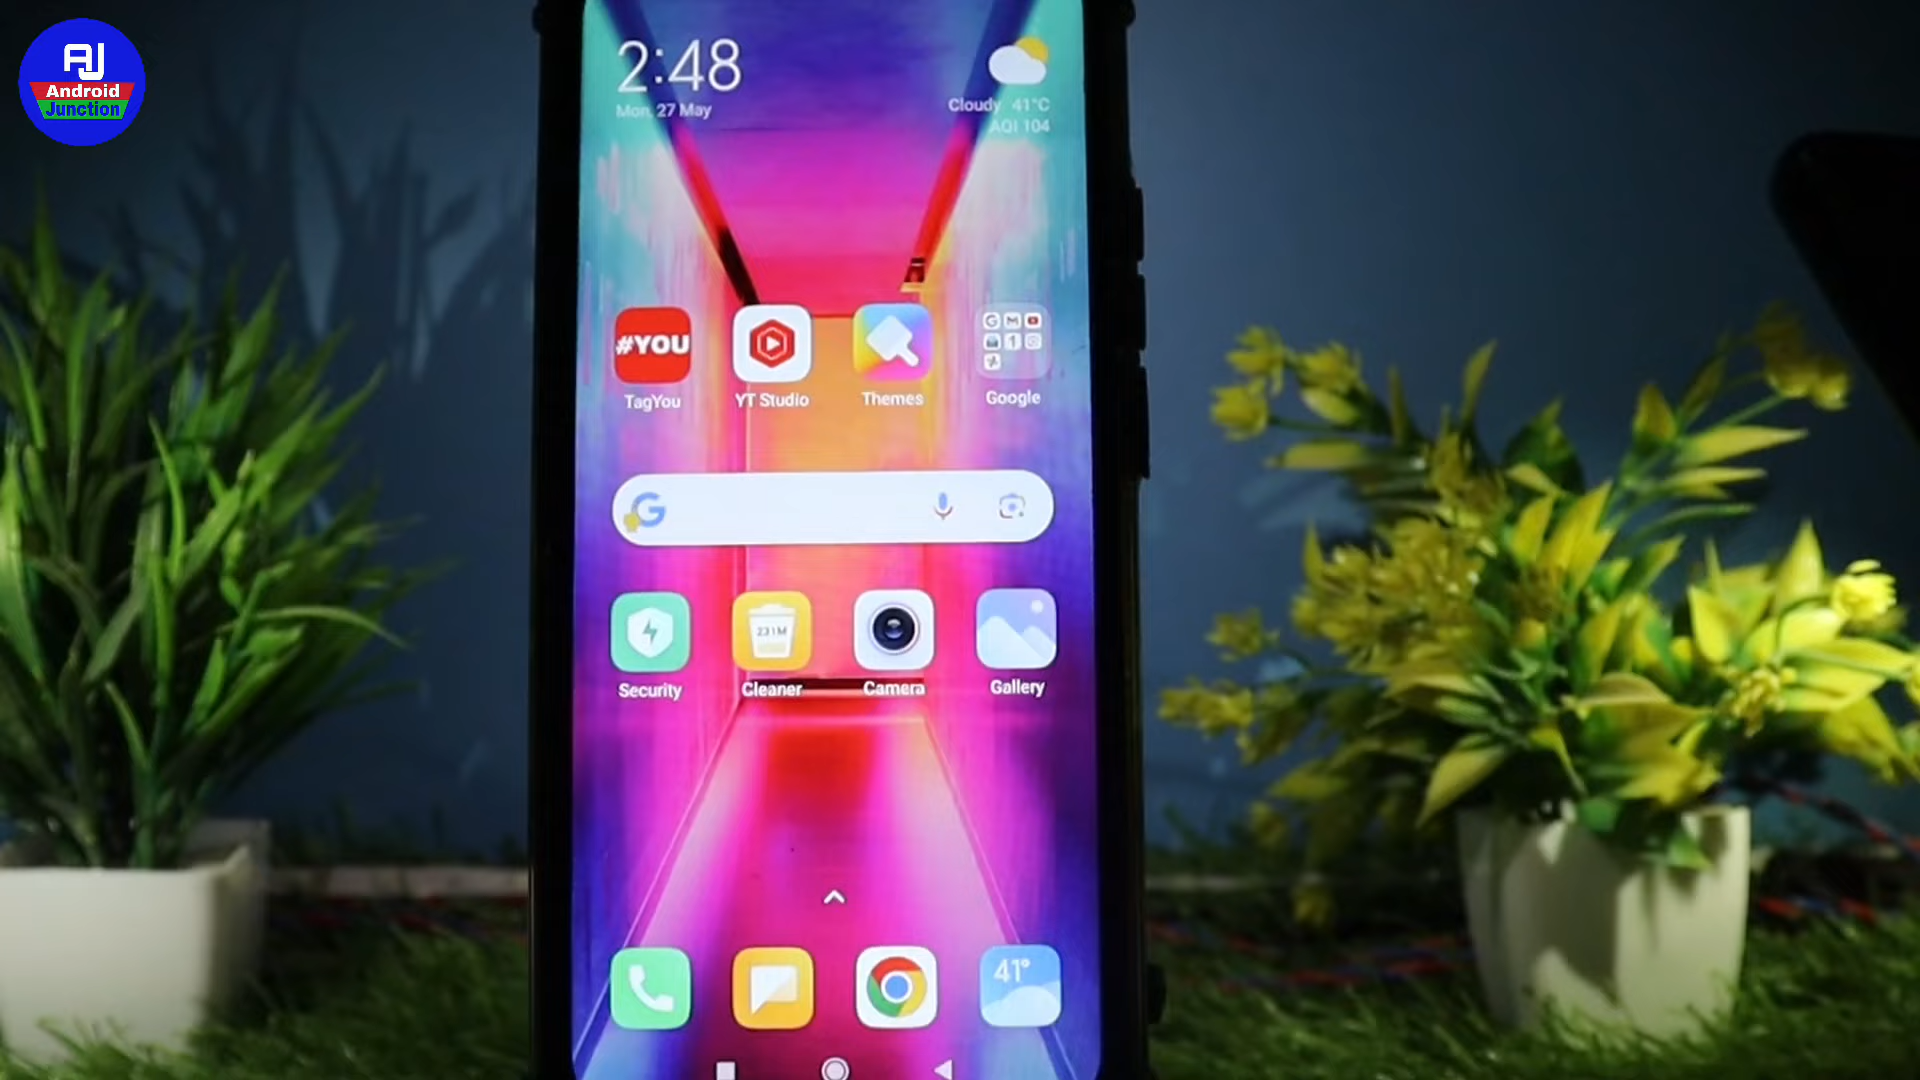 AJ
Android
Junction
2:48
Mon, 27 May
Cloudy 41°C
AQI 104
#YOU
TagYou
YT Studio
Themes
Google
G
231M
Security
Cleaner
Camera
Gallery
41°